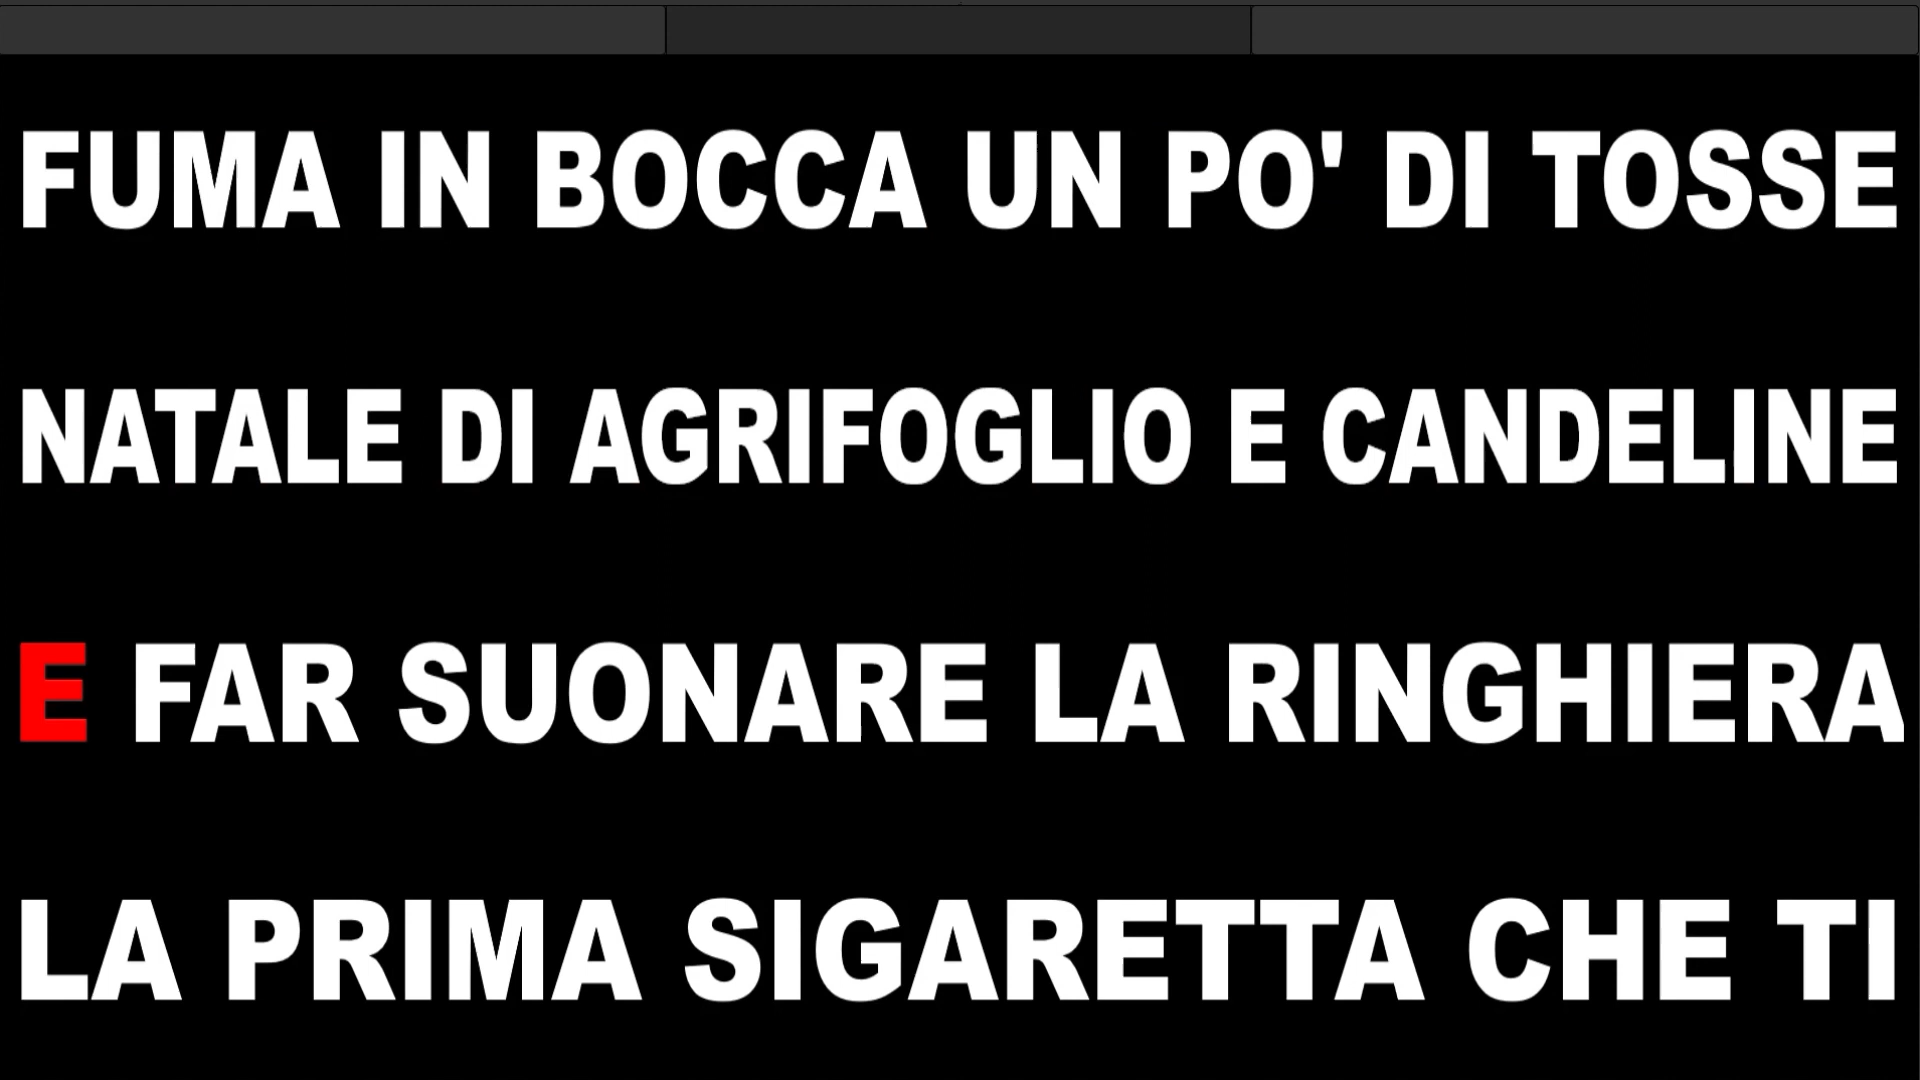 FUMA IN BOCCA UN PO' DI TOSSE
NATALE DI AGRIFOGLIO E CANDELINE
E FAR SUONARE LA RINGHIERA
LA PRIMA SIGARETTA CHE TI